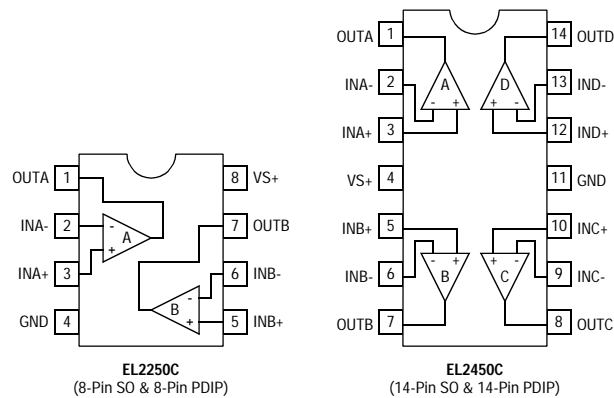 OUTA 1
INA- 2
INA+ 3
GND 4
8 VS+
7 OUTB
6 INB-
5 INB+
- A
+
B -
+
EL2250C
(8-Pin SO & 8-Pin PDIP)
OUTA 1
INA- 2
INA+ 3
VS+ 4
INB+ 5
INB- 6
OUTB 7
14 OUTD
13 IND-
12 IND+
11 GND
10 INC+
9 INC-
8 OUTC
A D
- + + -
- + + -
B C
EL2450C
(14-Pin SO & 14-Pin PDIP)